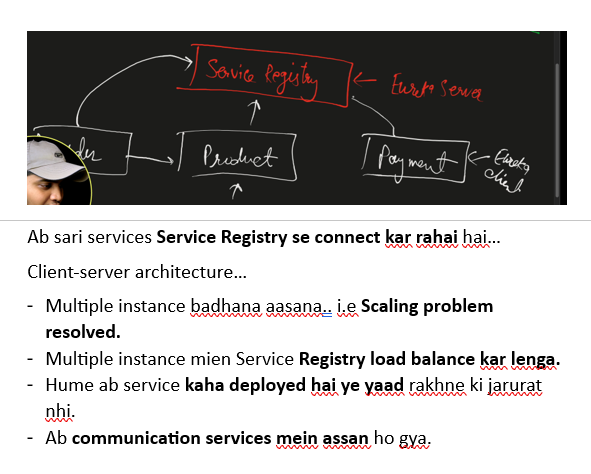 Service Registry
Eureka Server
Product
Payment
Eureka
client
Ab sari services Service Registry se connect kar rahai hai…
Client-server architecture…
- Multiple instance badhana aasana.. i.e Scaling problem
resolved.
- Multiple instance mien Service Registry load balance kar lenga.
- Hume ab service kaha deployed hai ye yaad rakhne ki jarurat
nhi.
- Ab communication services mein assan ho gya.